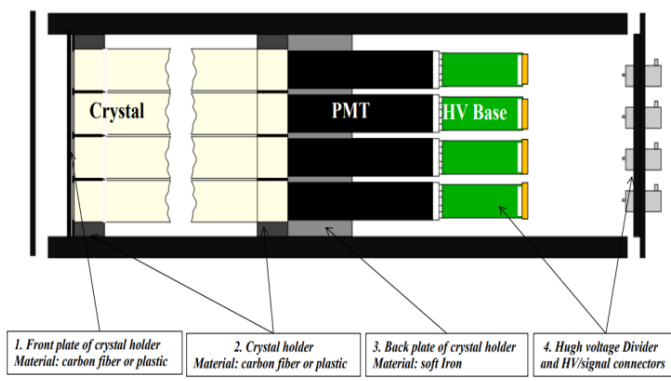 Crystal
PMT
HV Base
1. Front plate of crystal holder
Material: carbon fiber or plastic
2. Crystal holder
Material: carbon fiber or plastic
3. Back plate of crystal holder
Material: soft Iron
4. Hugh voltage Divider
and HV/signal connectors